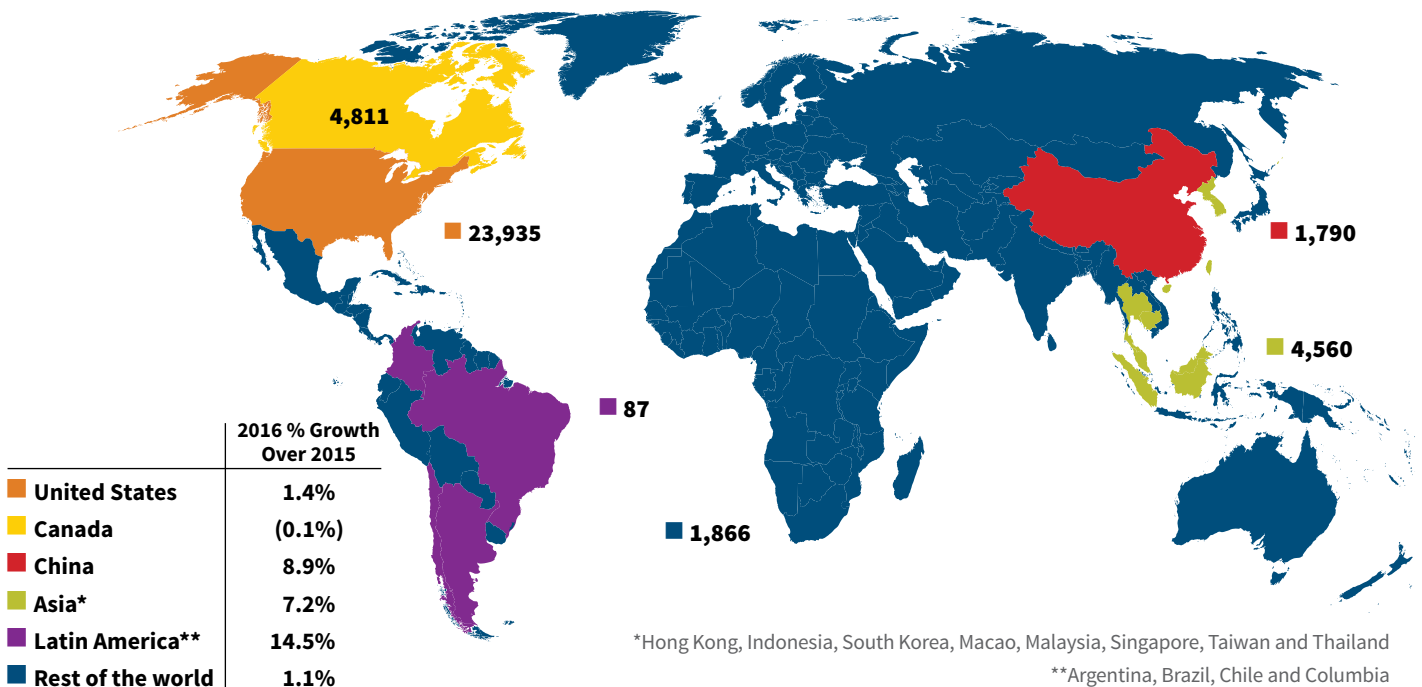 4,811
23,935
1,790
4,560
87
1,866
2016 % Growth
Over 2015
United States 1.4%
Canada (0.1%)
China 8.9%
Asia* 7.2%
Latin America** 14.5%
Rest of the world 1.1%
*Hong Kong, Indonesia, South Korea, Macao, Malaysia, Singapore, Taiwan and Thailand
**Argentina, Brazil, Chile and Columbia